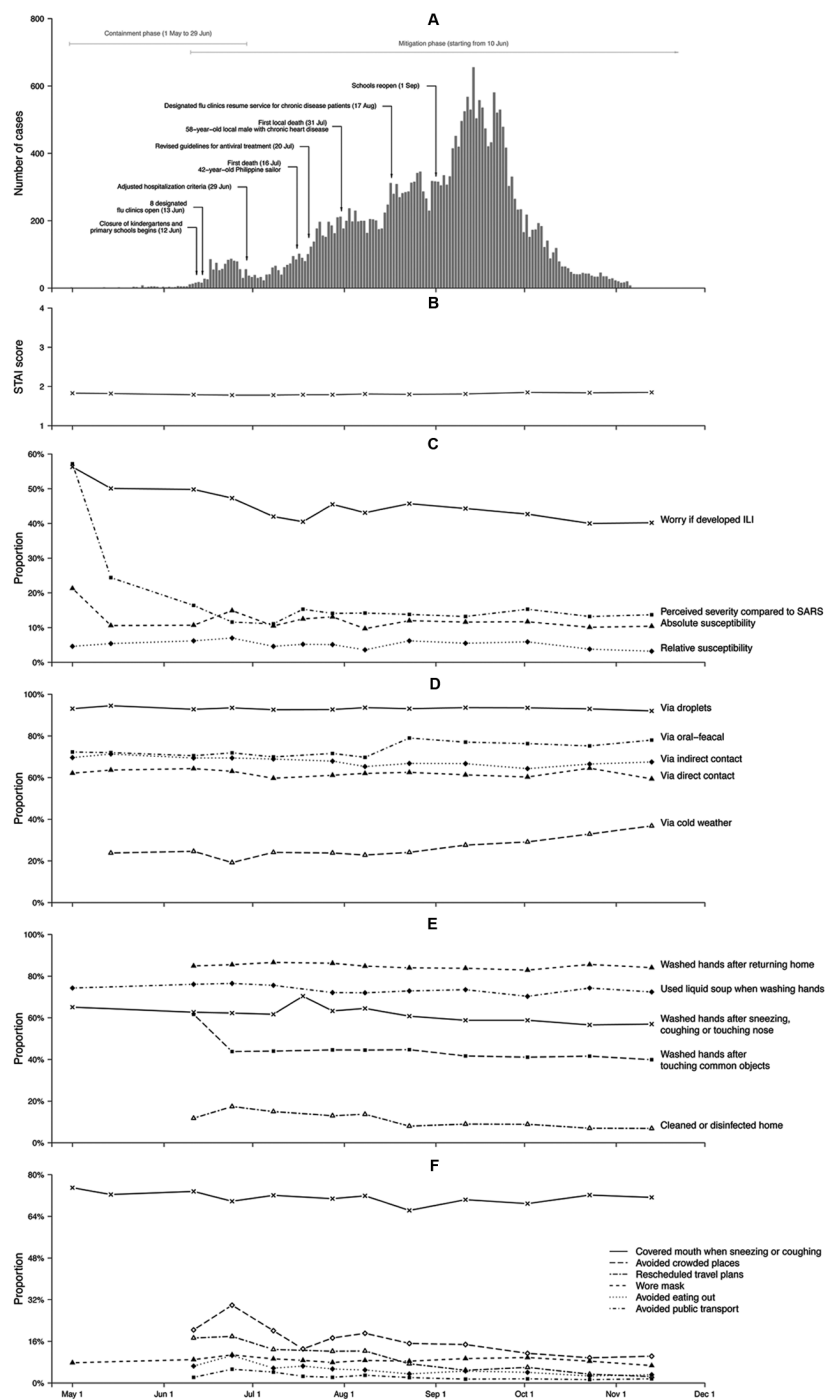 A
800
600
400
200
0
Number of cases
Containment phase (1 May to 29 Jun)
Mitigation phase (starting from 10 Jun)
Schools reopen (1 Sep)
Designated flu clinics resume service for chronic disease patients (17 Aug)
First local death (31 Jul)
58-year-old local male with chronic heart disease
Revised guidelines for antiviral treatment (20 Jul)
First death (16 Jul)
42-year-old Philippine sailor
Adjusted hospitalization criteria (29 Jun)
8 designated
flu clinics open (13 Jun)
Closure of kindergartens and
primary schools begins (12 Jun)
B
4
3
2
1
STAI score
C
60%
50%
40%
30%
20%
10%
0%
Proportion
Worry if developed ILI
Perceived severity compared to SARS
Absolute susceptibility
Relative susceptibility
D
100%
80%
60%
40%
20%
0%
Proportion
Via droplets
Via oral-feacal
Via indirect contact
Via direct contact
Via cold weather
E
100%
80%
60%
40%
20%
0%
Proportion
Washed hands after returning home
Used liquid soup when washing hands
Washed hands after sneezing,
coughing or touching nose
Washed hands after
touching common objects
Cleaned or disinfected home
F
80%
64%
48%
32%
16%
0%
Proportion
Covered mouth when sneezing or coughing
Avoided crowded places
Rescheduled travel plans
Wore mask
Avoided eating out
Avoided public transport
May 1 Jun 1 Jul 1 Aug 1 Sep 1 Oct 1 Nov 1 Dec 1